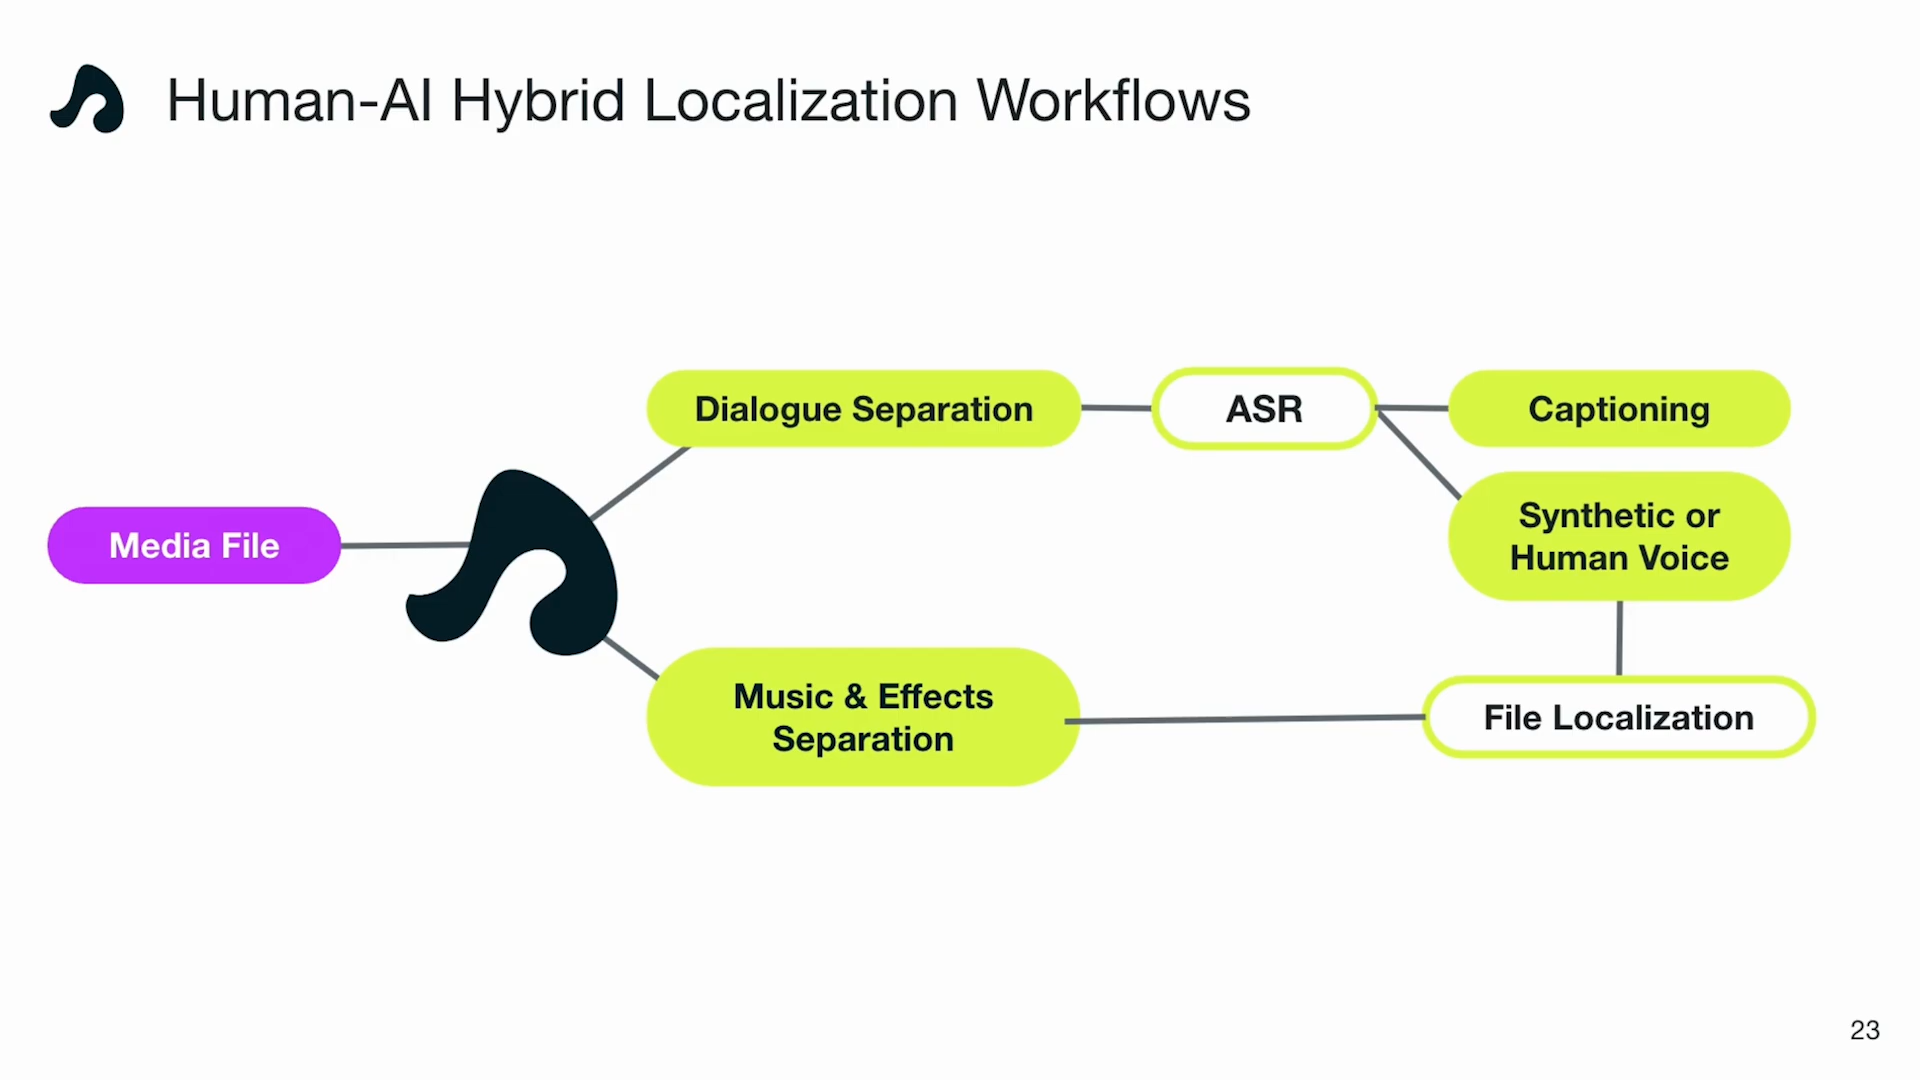 Human-AI Hybrid Localization Workflows
Dialogue Separation
ASR
Captioning
Media File
Synthetic or
Human Voice
Music & Effects
Separation
File Localization
23